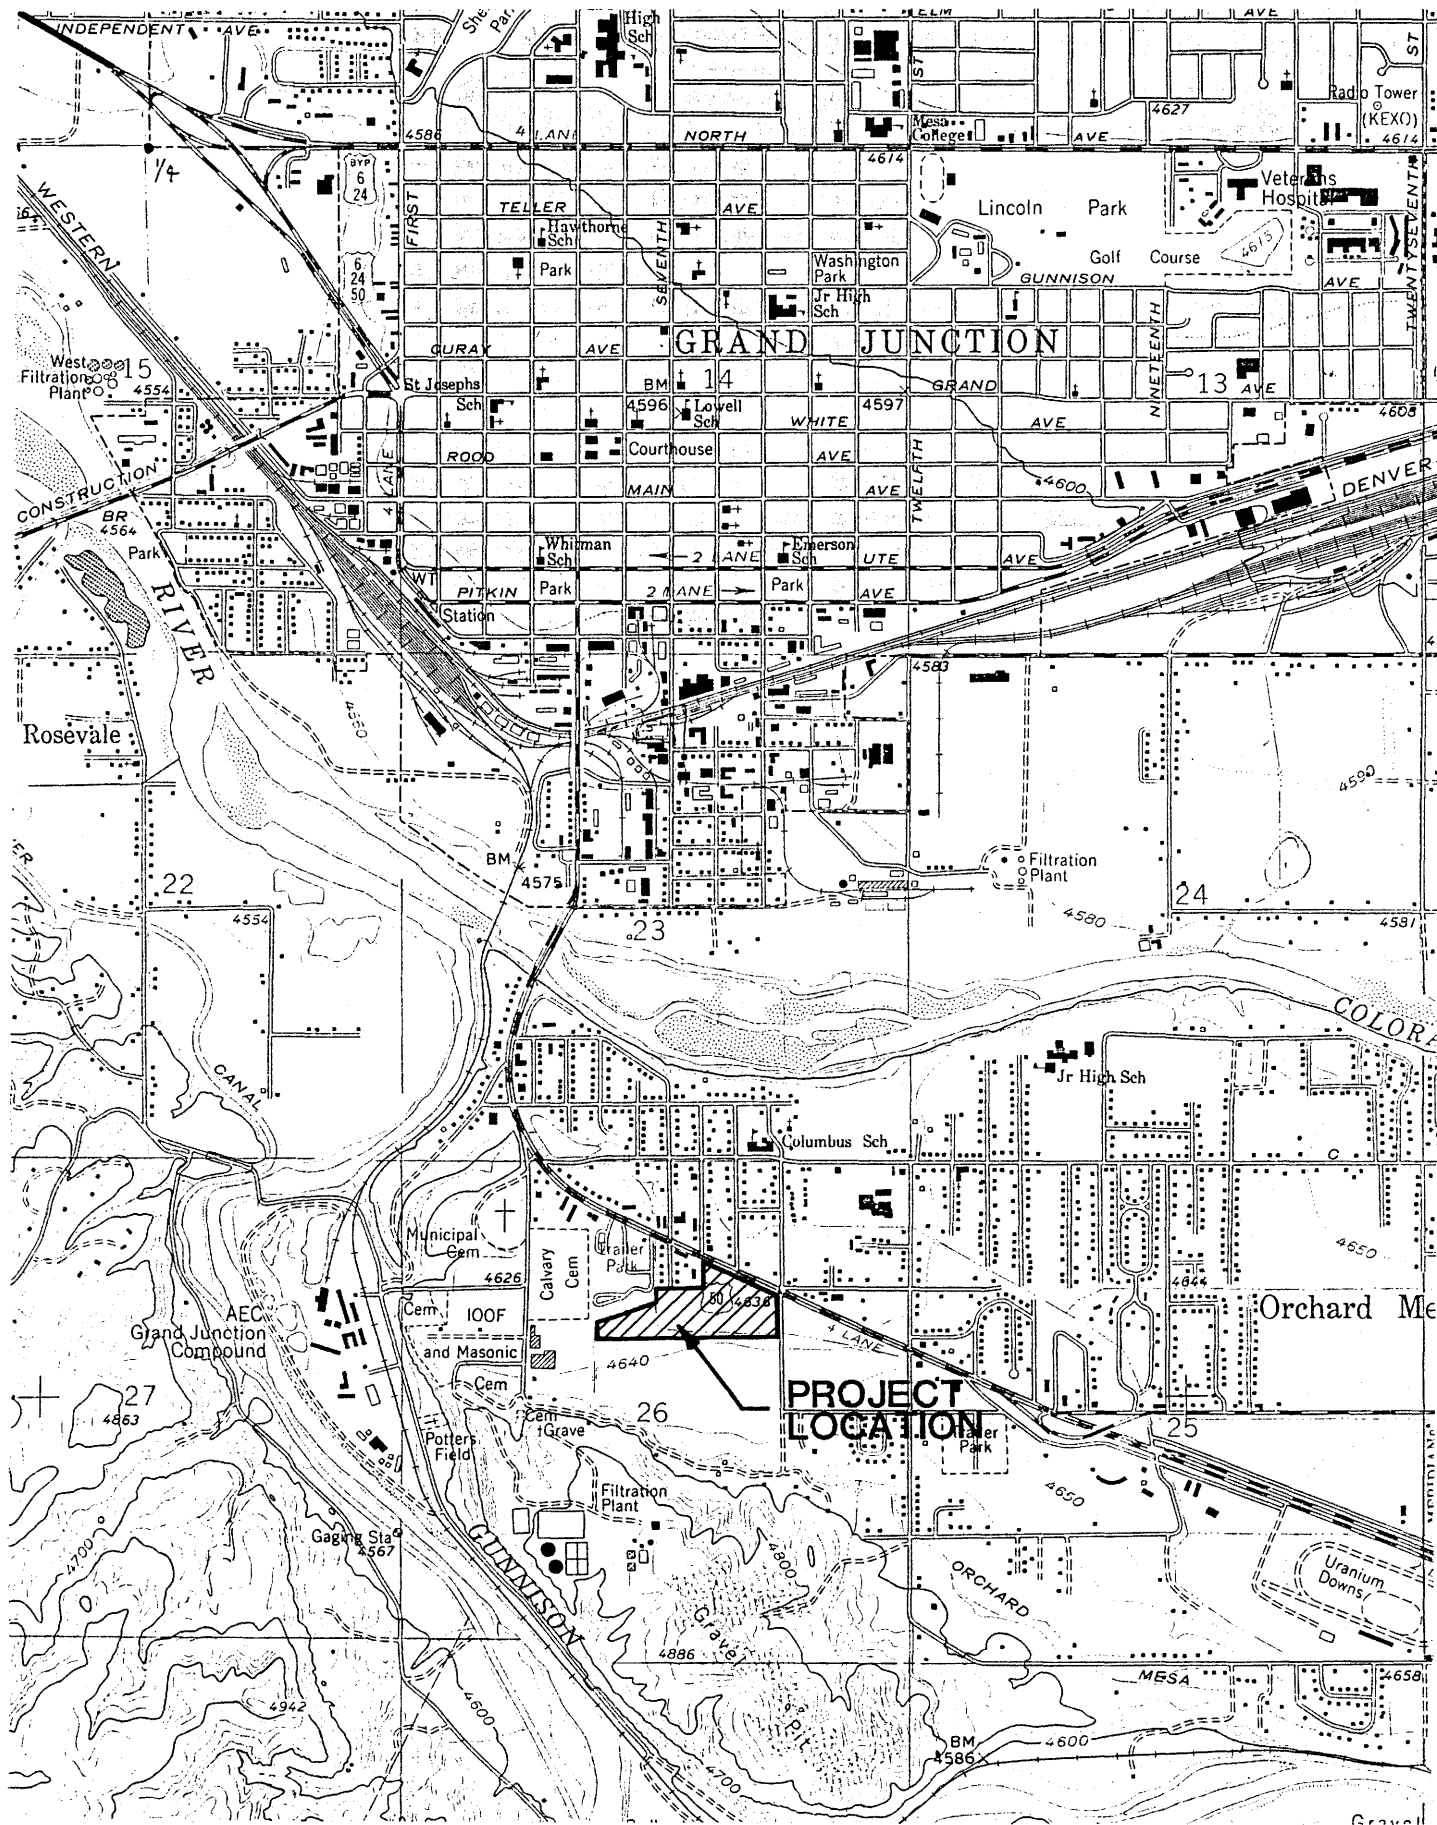 INDEPENDENT AVE
High
Sch
ELM
AVE
ST
ST
Radio Tower
(KEXO)
4627
4586
4 LANE
NORTH
Mesa
College
AVE
4614
4614
1/4
BYP
6
24
WESTERN
FIRST
TELLER
AVE
Hawthorne
Sch
Lincoln Park
Veterans
Hospital
TWENTYSEVENTH
Park
SEVENTH
Washington
Park
Golf Course
4615
GUNNISON
AVE
6
24
50
Jr High
Sch
NINETEENTH
OURAY
AVE
GRAND JUNCTION
West
Filtration
Plant
15
4554
St Josephs
Sch
BM
4596
14
Lowell
Sch
4597
GRAND
13
AVE
4608
WHITE
AVE
ROOD
Courthouse
AVE
TWELFTH
CONSTRUCTION
4 LANE
MAIN
AVE
4600
DENVER
BR
4564
Park
Whitman
Sch
2 LANE
Emerson
Sch
UTE
AVE
WT
PITKIN
Park
2 LANE
Park
AVE
Station
RIVER
4583
Rosevale
4560
4590
BM
4575
Filtration
Plant
22
4554
23
4580
24
4581
COLORA
CANAL
Jr High Sch
Columbus Sch
C
Municipal
Cem
Calvary
Cem
Trailer
Park
4650
4626
4644
AEC
Grand Junction
Compound
Cem
IOOF
50
4636
Orchard Me
and Masonic
4640
4 LANE
Cem
PROJECT
LOCATION
27
4863
Cem
Grave
26
25
Potters
Field
Trailer
Park
Filtration
Plant
4650
Gaging Sta
4567
4700
GUNNISON
4800
ORCHARD
Uranium
Downs
Gravel
Pit
4886
MESA
4658
4942
4600
BM
4586
4600
4700
Gravel